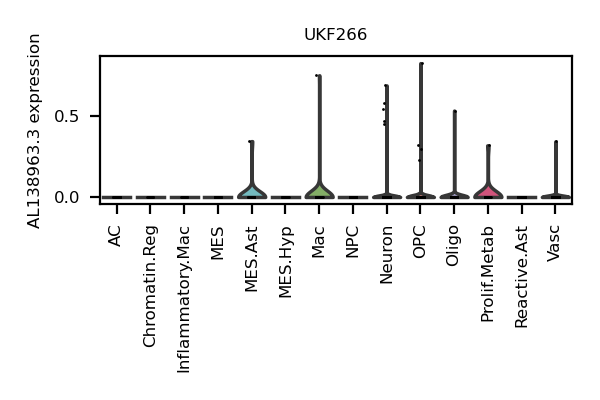 UKF266
AL138963.3 expression
0.5
0.0
AC
Chromatin.Reg
Inflammatory.Mac
MES
MES.Ast
MES.Hyp
Mac
NPC
Neuron
OPC
Oligo
Prolif.Metab
Reactive.Ast
Vasc